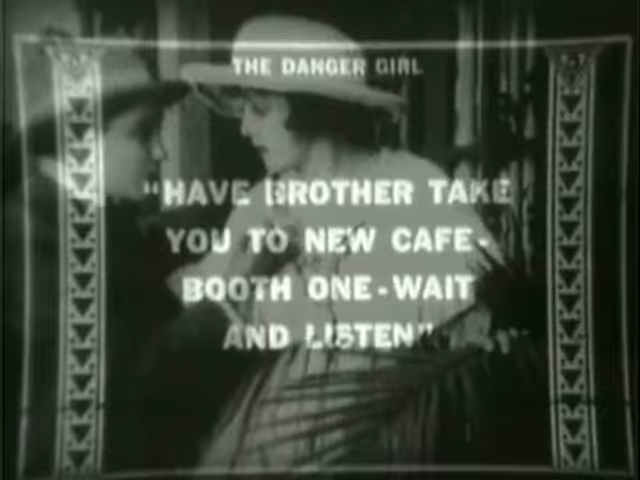 THE DANGER GIRL
"HAVE BROTHER TAKE
YOU TO NEW CAFE-
BOOTH ONE-WAIT
AND LISTEN"